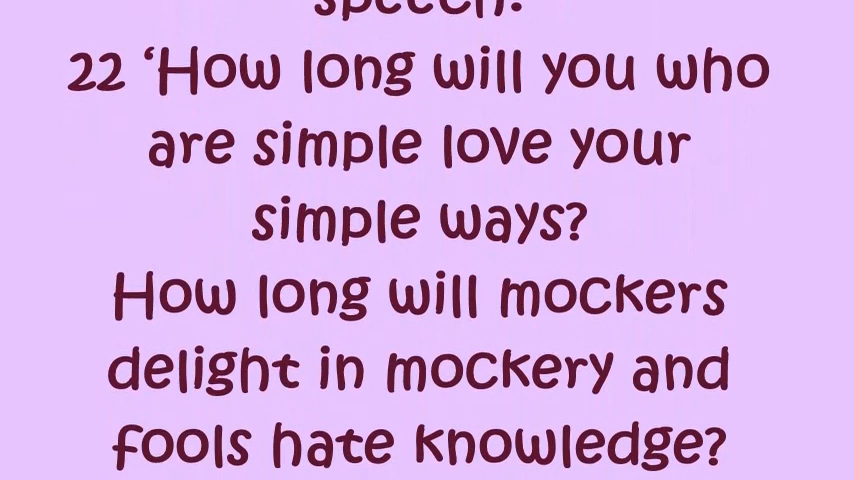 speech:
22 ‘How long will you who
are simple love your
simple ways?
How long will mockers
delight in mockery and
fools hate knowledge?